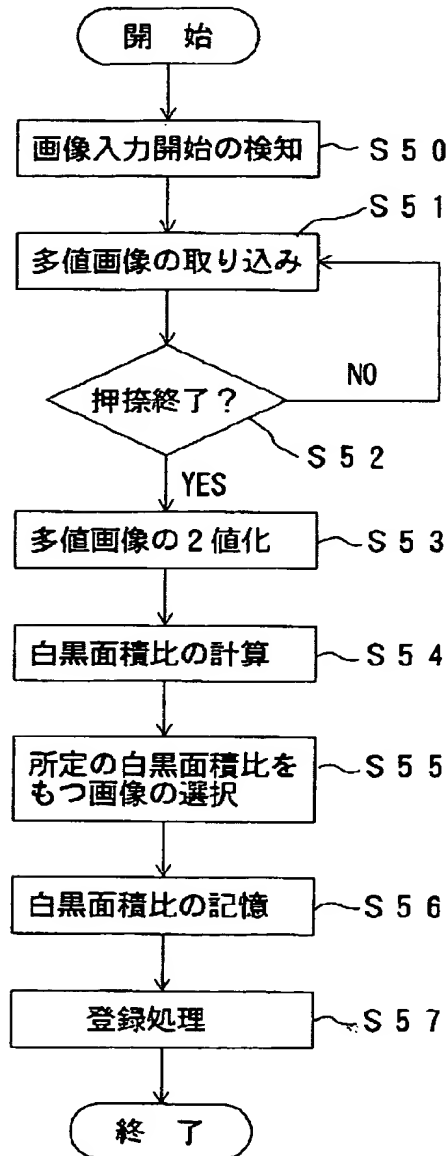 開 始
画像入力開始の検知
S50
S51
多値画像の取り込み
押捺終了?
NO
S52
YES
多値画像の2値化
S53
白黒面積比の計算
S54
所定の白黒面積比を
もつ画像の選択
S55
白黒面積比の記憶
S56
登録処理
S57
終 了